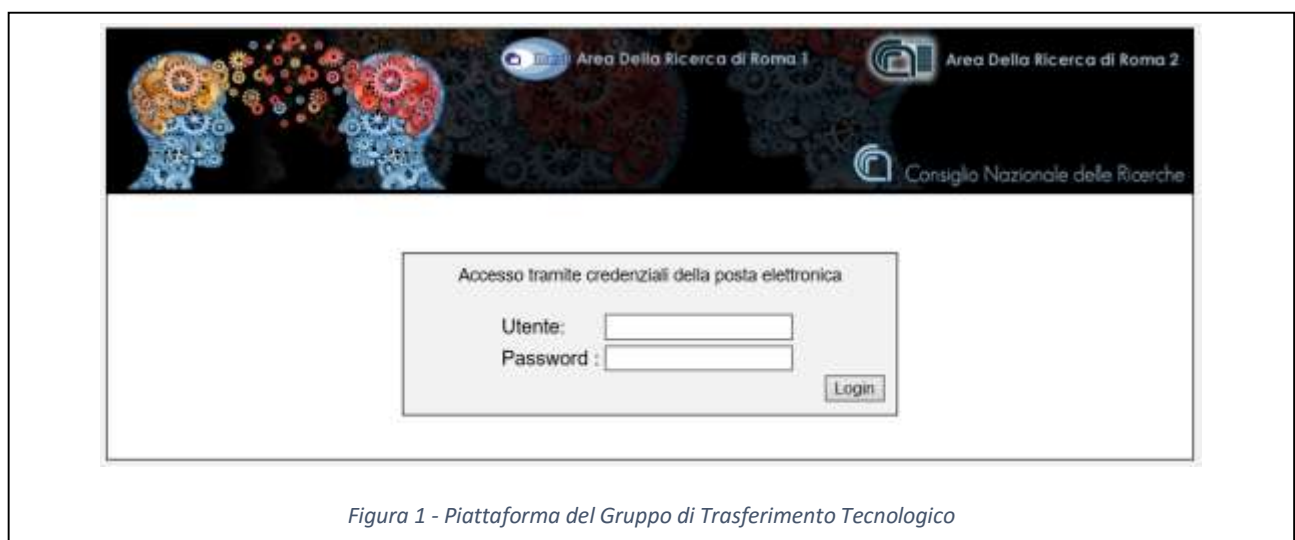 Area Della Ricerca di Roma 1
Area Della Ricerca di Roma 2
Consiglio Nazionale delle Ricerche
Accesso tramite credenziali della posta elettronica
Utente:
Password :
Login
Figura 1 - Piattaforma del Gruppo di Trasferimento Tecnologico